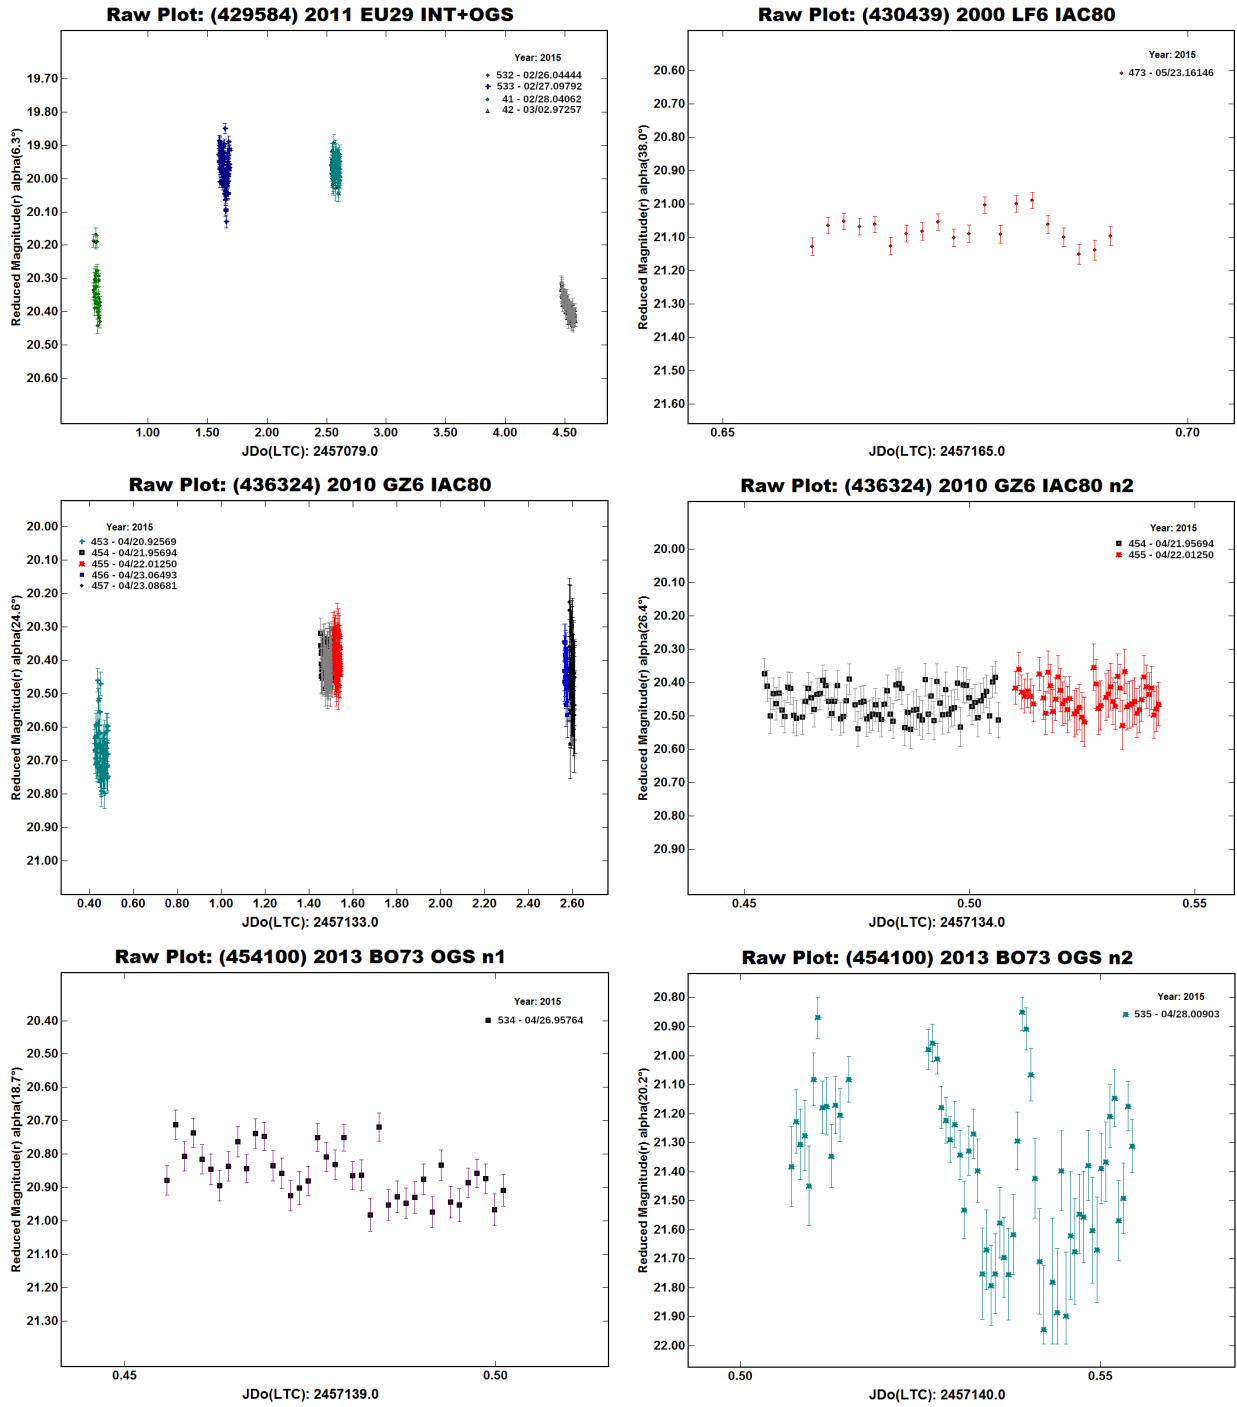 Raw Plot: (429584) 2011 EU29 INT+OGS
Year: 2015
532 - 02/26.04444
533 - 02/27.09792
41 - 02/28.04062
42 - 03/02.97257
Reduced Magnitude(r) alpha(6.3°)
19.70
19.80
19.90
20.00
20.10
20.20
20.30
20.40
20.50
20.60
1.00 1.50 2.00 2.50 3.00 3.50 4.00 4.50
JDo(LTC): 2457079.0
Raw Plot: (430439) 2000 LF6 IAC80
Year: 2015
473 - 05/23.16146
Reduced Magnitude(r) alpha(38.0°)
20.60
20.70
20.80
20.90
21.00
21.10
21.20
21.30
21.40
21.50
21.60
0.65 0.70
JDo(LTC): 2457165.0
Raw Plot: (436324) 2010 GZ6 IAC80
Year: 2015
453 - 04/20.92569
454 - 04/21.95694
455 - 04/22.01250
456 - 04/23.06493
457 - 04/23.08681
Reduced Magnitude(r) alpha(24.6°)
20.00
20.10
20.20
20.30
20.40
20.50
20.60
20.70
20.80
20.90
21.00
0.40 0.60 0.80 1.00 1.20 1.40 1.60 1.80 2.00 2.20 2.40 2.60
JDo(LTC): 2457133.0
Raw Plot: (436324) 2010 GZ6 IAC80 n2
Year: 2015
454 - 04/21.95694
455 - 04/22.01250
Reduced Magnitude(r) alpha(26.4°)
20.00
20.10
20.20
20.30
20.40
20.50
20.60
20.70
20.80
20.90
0.45 0.50 0.55
JDo(LTC): 2457134.0
Raw Plot: (454100) 2013 BO73 OGS n1
Year: 2015
534 - 04/26.95764
Reduced Magnitude(r) alpha(18.7°)
20.40
20.50
20.60
20.70
20.80
20.90
21.00
21.10
21.20
21.30
0.45 0.50
JDo(LTC): 2457139.0
Raw Plot: (454100) 2013 BO73 OGS n2
Year: 2015
535 - 04/28.00903
Reduced Magnitude(r) alpha(20.2°)
20.80
20.90
21.00
21.10
21.20
21.30
21.40
21.50
21.60
21.70
21.80
21.90
22.00
0.50 0.55
JDo(LTC): 2457140.0